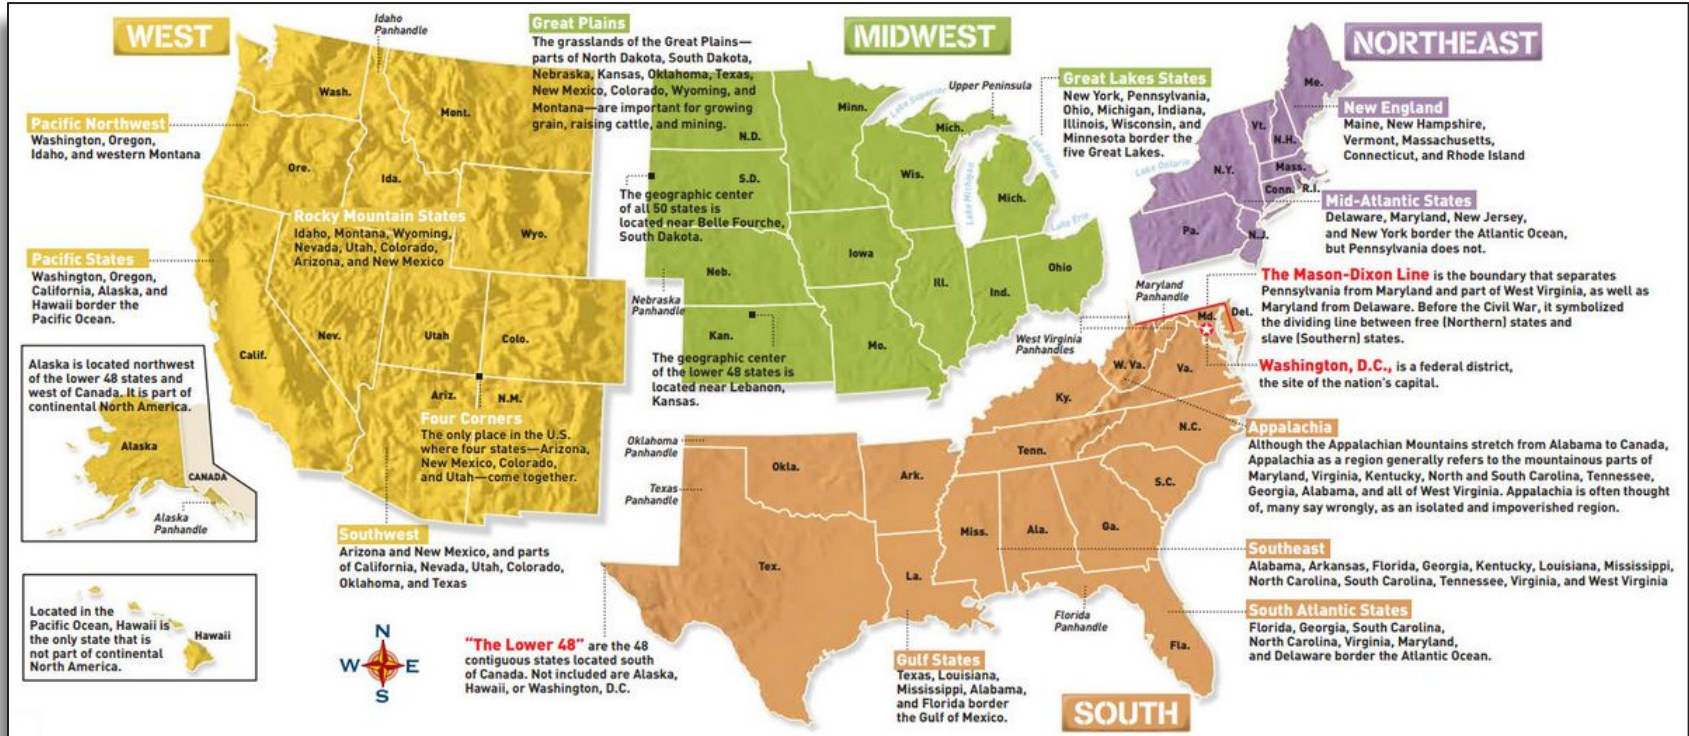 WEST
Idaho
Panhandle
Great Plains
The grasslands of the Great Plains—
parts of North Dakota, South Dakota,
Nebraska, Kansas, Oklahoma, Texas,
New Mexico, Colorado, Wyoming, and
Montana—are important for growing
grain, raising cattle, and mining.
MIDWEST
NORTHEAST
Pacific Northwest
Washington, Oregon,
Idaho, and western Montana
Wash.
Mont.
Ore.
Ida.
Rocky Mountain States
Idaho, Montana, Wyoming,
Nevada, Utah, Colorado,
Arizona, and New Mexico
Wyo.
Pacific States
Washington, Oregon,
California, Alaska, and
Hawaii border the
Pacific Ocean.
Nev.
Utah
Colo.
Calif.
Ariz.
N.M.
Four Corners
The only place in the U.S.
where four states—Arizona,
New Mexico, Colorado,
and Utah—come together.
Southwest
Arizona and New Mexico, and parts
of California, Nevada, Utah, Colorado,
Oklahoma, and Texas
Alaska is located northwest
of the lower 48 states and
west of Canada. It is part of
continental North America.
Alaska
CANADA
Alaska
Panhandle
Located in the
Pacific Ocean, Hawaii is
the only state that is
not part of continental
North America.
Hawaii
N
W E
S
Minn.
N.D.
S.D.
The geographic center
of all 50 states is
located near Belle Fourche,
South Dakota.
Neb.
Nebraska
Panhandle
Kan.
The geographic center
of the lower 48 states is
located near Lebanon,
Kansas.
Iowa
Mo.
Wis.
Ill.
Ind.
Ohio
Mich.
Mich.
Upper Peninsula
Lake Superior
Lake Michigan
Lake Huron
Lake Erie
Great Lakes States
New York, Pennsylvania,
Ohio, Michigan, Indiana,
Illinois, Wisconsin, and
Minnesota border the
five Great Lakes.
Lake Ontario
Me.
Vt.
N.H.
N.Y.
Mass.
Conn.
R.I.
Pa.
N.J.
New England
Maine, New Hampshire,
Vermont, Massachusetts,
Connecticut, and Rhode Island
Mid-Atlantic States
Delaware, Maryland, New Jersey,
and New York border the Atlantic Ocean,
but Pennsylvania does not.
The Mason-Dixon Line is the boundary that separates
Pennsylvania from Maryland and part of West Virginia, as well as
Maryland from Delaware. Before the Civil War, it symbolized
the dividing line between free (Northern) states and
slave (Southern) states.
Maryland
Panhandle
West Virginia
Panhandles
Md.
Del.
Washington, D.C., is a federal district,
the site of the nation's capital.
W. Va.
Va.
Ky.
N.C.
Tenn.
S.C.
Appalachia
Although the Appalachian Mountains stretch from Alabama to Canada,
Appalachia as a region generally refers to the mountainous parts of
Maryland, Virginia, Kentucky, North and South Carolina, Tennessee,
Georgia, Alabama, and all of West Virginia. Appalachia is often thought
of, many say wrongly, as an isolated and impoverished region.
Oklahoma
Panhandle
Texas
Panhandle
Okla.
Ark.
Tex.
La.
Miss.
Ala.
Ga.
Fla.
Florida
Panhandle
Southeast
Alabama, Arkansas, Florida, Georgia, Kentucky, Louisiana, Mississippi,
North Carolina, South Carolina, Tennessee, Virginia, and West Virginia
South Atlantic States
Florida, Georgia, South Carolina,
North Carolina, Virginia, Maryland,
and Delaware border the Atlantic Ocean.
"The Lower 48" are the 48
contiguous states located south
of Canada. Not included are Alaska,
Hawaii, or Washington, D.C.
Gulf States
Texas, Louisiana,
Mississippi, Alabama,
and Florida border
the Gulf of Mexico.
SOUTH